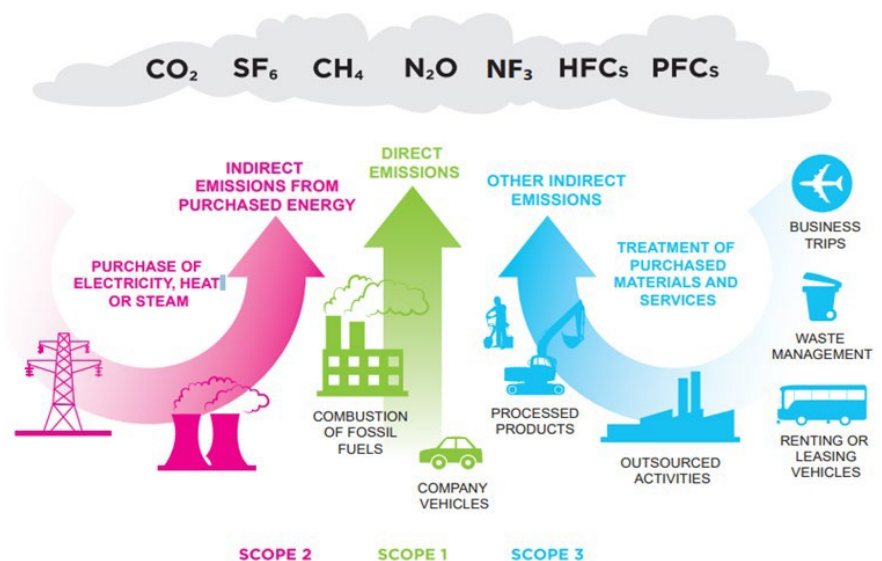 CO₂ SF₆ CH₄ N₂O NF₃ HFCs PFCs
INDIRECT
EMISSIONS FROM
PURCHASED ENERGY
DIRECT
EMISSIONS
OTHER INDIRECT
EMISSIONS
PURCHASE OF
ELECTRICITY, HEAT
OR STEAM
TREATMENT OF
PURCHASED
MATERIALS AND
SERVICES
BUSINESS
TRIPS
WASTE
MANAGEMENT
RENTING OR
LEASING
VEHICLES
COMBUSTION
OF FOSSIL
FUELS
COMPANY
VEHICLES
PROCESSED
PRODUCTS
OUTSOURCED
ACTIVITIES
SCOPE 2 SCOPE 1 SCOPE 3